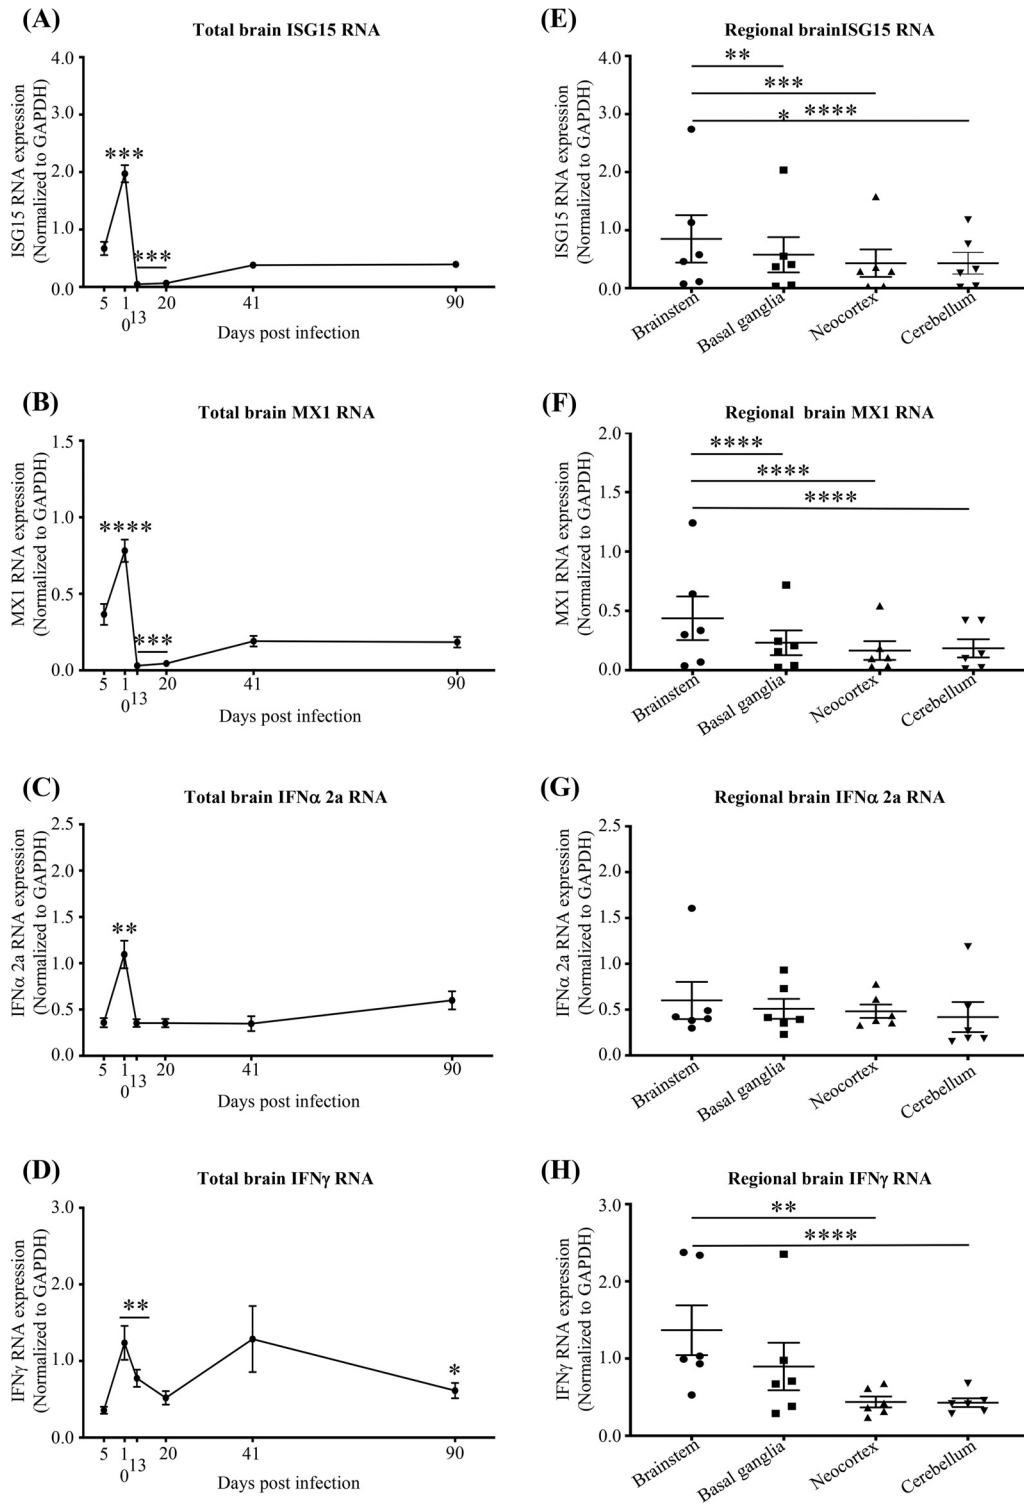 (A)
Total brain ISG15 RNA
ISG15 RNA expression
(Normalized to GAPDH)
4.0
3.0
2.0
1.0
0.0
***
***
5 1 13 20 41 90
0
Days post infection
(E)
Regional brainISG15 RNA
ISG15 RNA expression
(Normalized to GAPDH)
4.0
3.0
2.0
1.0
0.0
**
***
* ****
Brainstem
Basal ganglia
Neocortex
Cerebellum
(B)
Total brain MX1 RNA
MX1 RNA expression
(Normalized to GAPDH)
1.5
1.0
0.5
0.0
****
***
5 1 13 20 41 90
0
Days post infection
(F)
Regional brain MX1 RNA
MX1 RNA expression
(Normalized to GAPDH)
2.0
1.5
1.0
0.5
0.0
****
****
****
Brainstem
Basal ganglia
Neocortex
Cerebellum
(C)
Total brain IFNα 2a RNA
IFNα 2a RNA expression
(Normalized to GAPDH)
2.5
2.0
1.5
1.0
0.5
0.0
**
5 1 13 20 41 90
0
Days post infection
(G)
Regional brain IFNα 2a RNA
IFNα 2a RNA expression
(Normalized to GAPDH)
2.5
2.0
1.5
1.0
0.5
0.0
Brainstem
Basal ganglia
Neocortex
Cerebellum
(D)
Total brain IFNγ RNA
IFNγ RNA expression
(Normalized to GAPDH)
3.0
2.0
1.0
0.0
**
*
5 1 13 20 41 90
0
Days post infection
(H)
Regional brain IFNγ RNA
IFNγ RNA expression
(Normalized to GAPDH)
3.0
2.0
1.0
0.0
**
****
Brainstem
Basal ganglia
Neocortex
Cerebellum